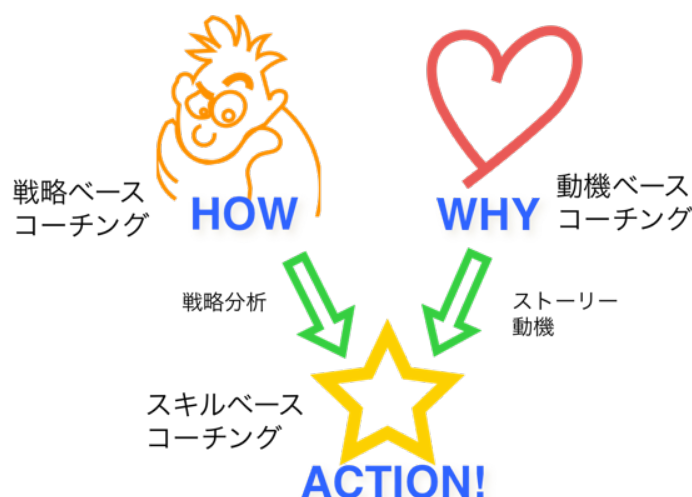 戦略ベース
コーチング
HOW
WHY
動機ベース
コーチング
戦略分析
ストーリー
動機
スキルベース
コーチング
ACTION!